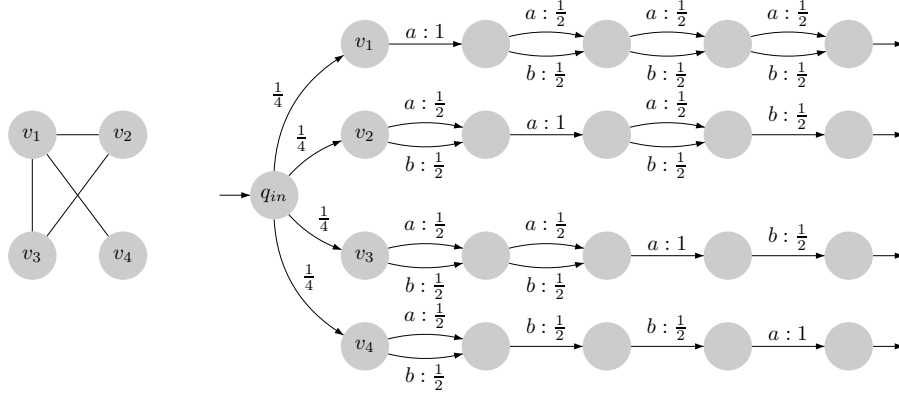 a : 1/2 a : 1/2 a : 1/2
v₁ a : 1
b : 1/2 b : 1/2 b : 1/2
1/4
a : 1/2 a : 1/2 b : 1/2
v₁ v₂ 1/4 v₂ a : 1
b : 1/2 b : 1/2
q_in
1/4 a : 1/2 a : 1/2 a : 1 b : 1/2
v₃ v₄ v₃
1/4 b : 1/2 b : 1/2
a : 1/2 b : 1/2 b : 1/2 a : 1
v₄
b : 1/2